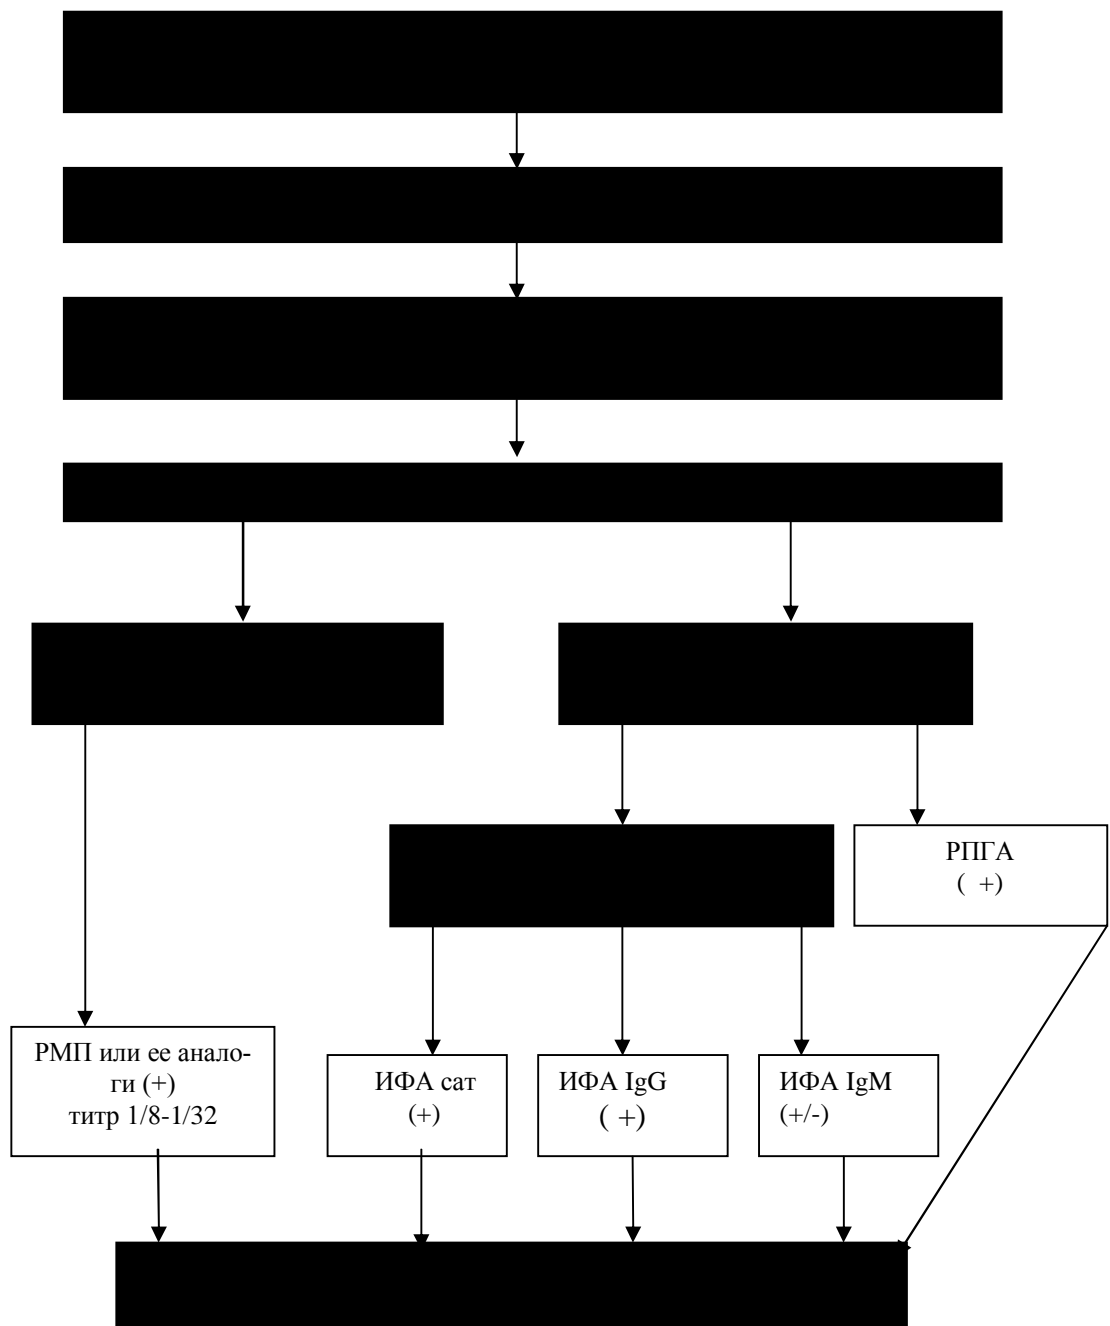 РПГА
( +)
РМП или ее анало-
ги (+)
титр 1/8-1/32
ИФА сат
(+)
ИФА IgG
( +)
ИФА IgM
(+/-)